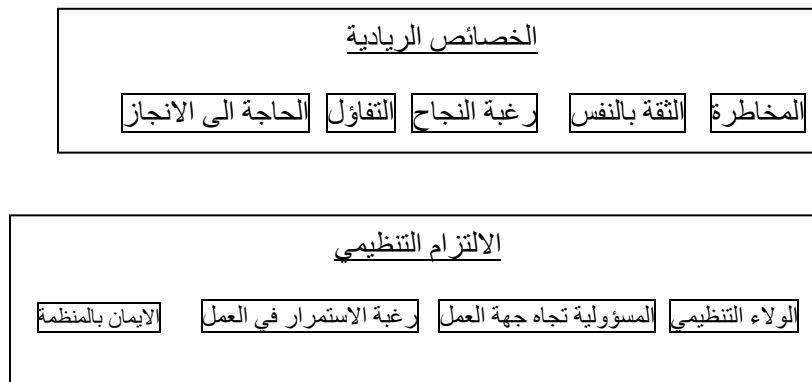 الخصائص الريادية
المخاطرة الثقة بالنفس رغبة النجاح التفاؤل الحاجة الى الانجاز
الالتزام التنظيمي
الولاء التنظيمي المسؤولية تجاه جهة العمل رغبة الاستمرار في العمل الايمان بالمنظمة